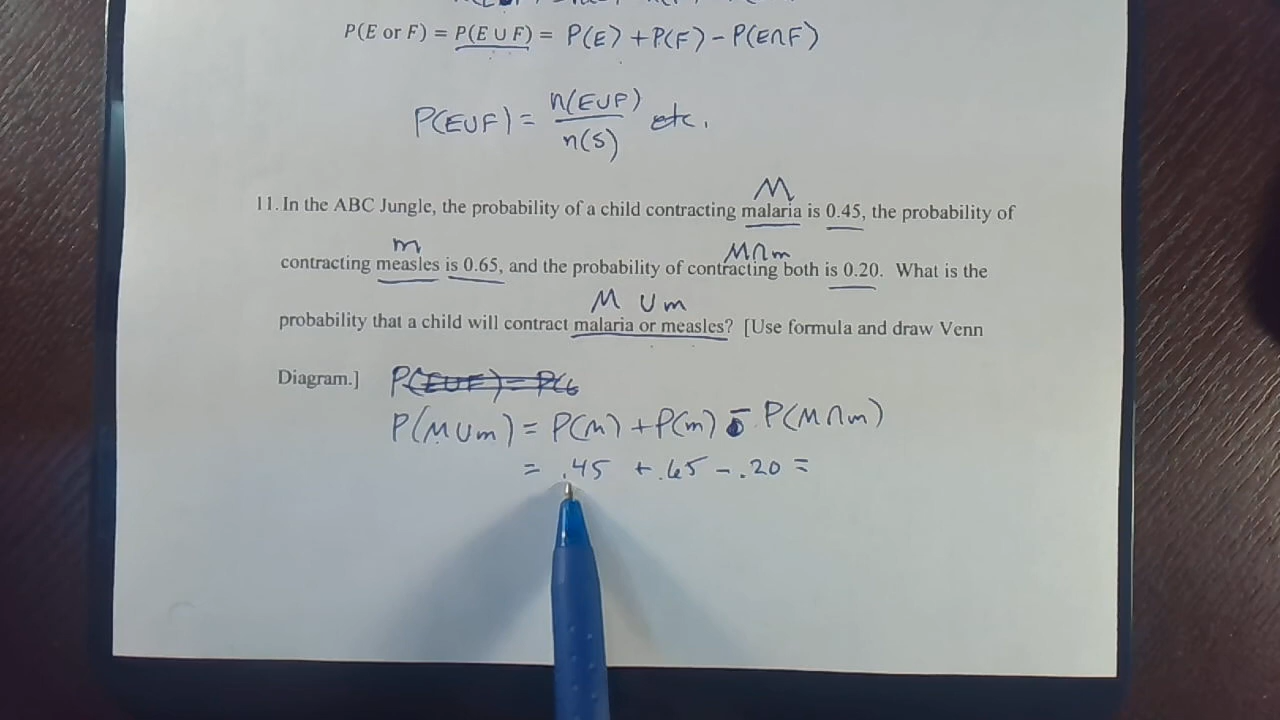 P(E or F) = P(E ∪ F) = P(E) + P(F) - P(E∩F)
P(E∪F) = n(E∪F) / n(S) etc.
M
11. In the ABC Jungle, the probability of a child contracting malaria is 0.45, the probability of
m M∩m
contracting measles is 0.65, and the probability of contracting both is 0.20. What is the
M ∪ m
probability that a child will contract malaria or measles? [Use formula and draw Venn
Diagram.]
P(M∪m) = P(M) + P(m) - P(M∩m)
= .45 + .65 - .20 =